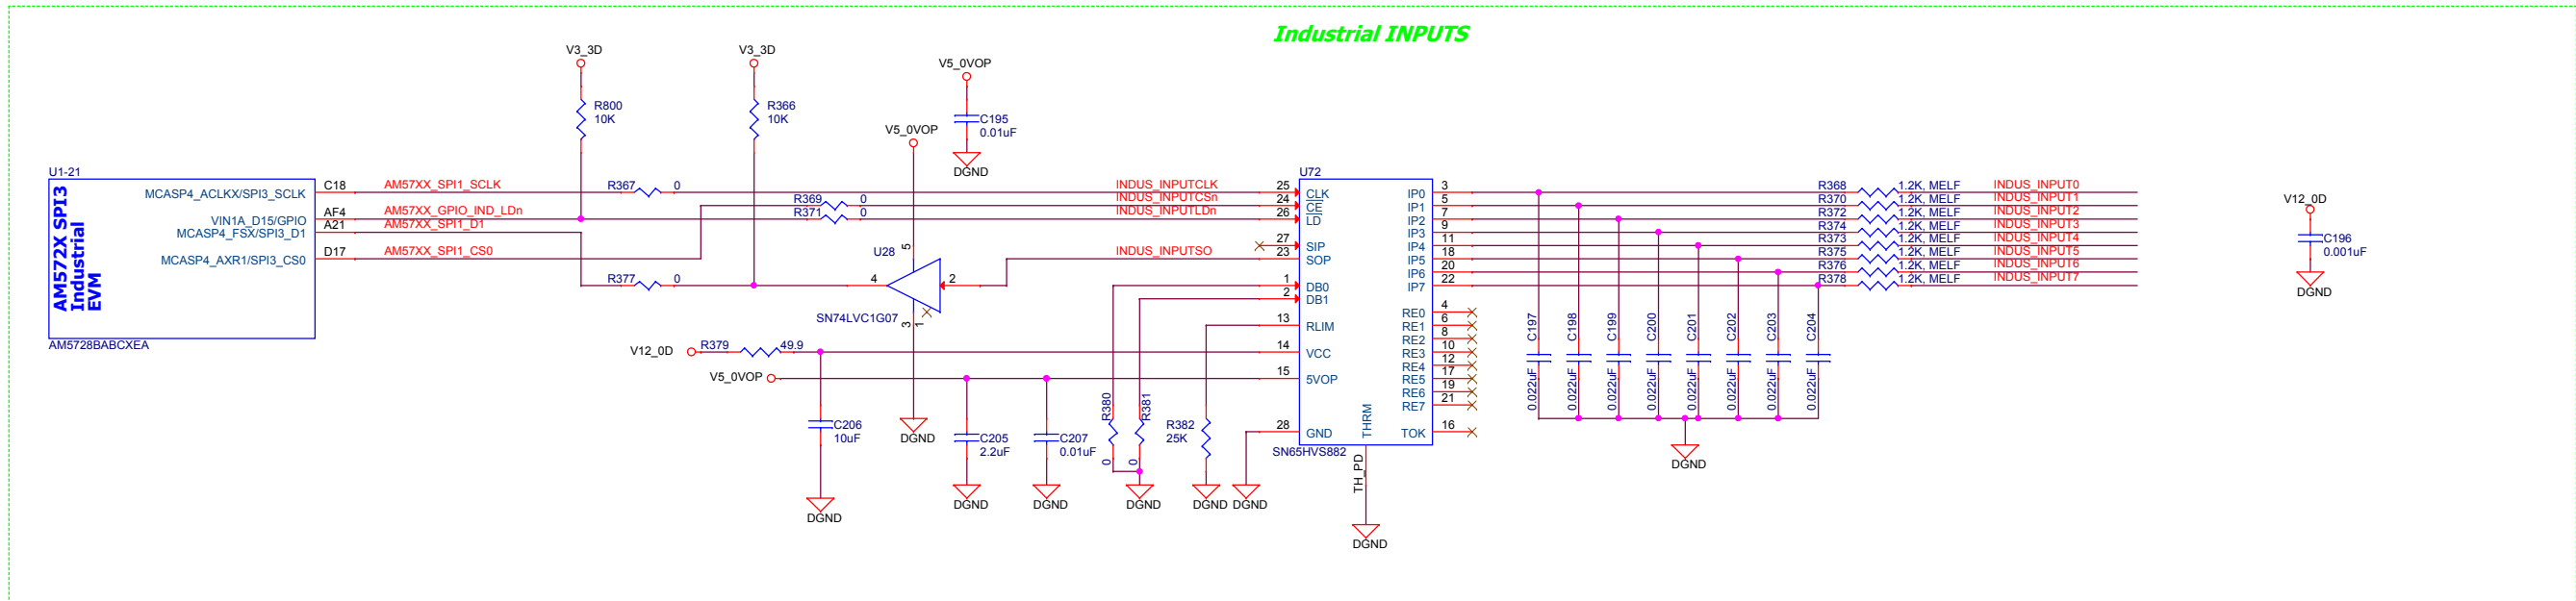 Industrial INPUTS
V3_3D
V3_3D
V5_0VOP
R800
10K
R366
10K
C195
0.01uF
DGND
V5_0VOP
U1-21
AM572X SPI3
Industrial
EVM
MCASP4_ACLKX/SPI3_SCLK
VIN1A_D15/GPIO
MCASP4_FSX/SPI3_D1
MCASP4_AXR1/SPI3_CS0
AM5728BABCXEA
C18
AF4
A21
D17
AM57XX_SPI1_SCLK
AM57XX_GPIO_IND_LDn
AM57XX_SPI1_D1
AM57XX_SPI1_CS0
R367 0
R369 0
R371 0
R377 0
U28
5
4
2
3
1
SN74LVC1G07
DGND
INDUS_INPUTCLK
INDUS_INPUTCSn
INDUS_INPUTLDn
INDUS_INPUTSO
V12_0D
R379 49.9
V5_0VOP
C206
10uF
DGND
C205
2.2uF
DGND
C207
0.01uF
DGND
R380
0
R381
0
DGND
R382
25K
DGND
DGND
U72
25 CLK
24 CE
26 LD
27 SIP
23 SOP
1 DB0
2 DB1
13 RLIM
14 VCC
15 5VOP
28 GND
THRM
TH_PD
SN65HVS882
DGND
IP0 3
IP1 5
IP2 7
IP3 9
IP4 11
IP5 18
IP6 20
IP7 22
RE0 4
RE1 6
RE2 8
RE3 10
RE4 12
RE5 17
RE6 19
RE7 21
TOK 16
R368 1.2K, MELF INDUS_INPUT0
R370 1.2K, MELF INDUS_INPUT1
R372 1.2K, MELF INDUS_INPUT2
R374 1.2K, MELF INDUS_INPUT3
R373 1.2K, MELF INDUS_INPUT4
R375 1.2K, MELF INDUS_INPUT5
R376 1.2K, MELF INDUS_INPUT6
R378 1.2K, MELF INDUS_INPUT7
C197
0.022uF
C198
0.022uF
C199
0.022uF
C200
0.022uF
C201
0.022uF
C202
0.022uF
C203
0.022uF
C204
0.022uF
DGND
V12_0D
C196
0.001uF
DGND